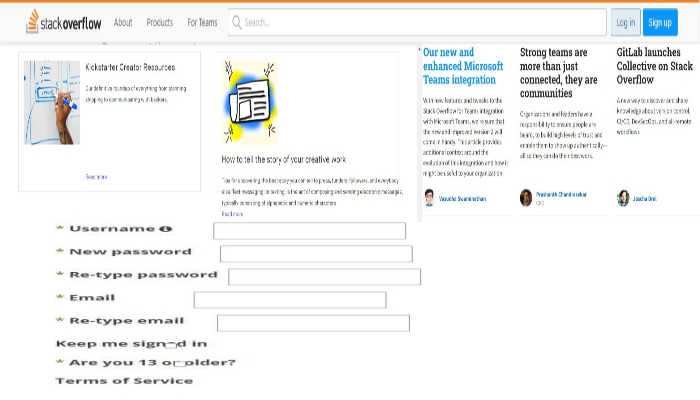 stackoverflow
About Products For Teams
Search..
Log in Sign up
Kickstarter Creator Resources
Our definitive roundup of everything from planning
shipping to communicating with backers.
Read more
How to tell the story of your creative work
Tips for uncovering the best story you can tell to press, funders, followers, and everybody
else. Text messaging, or texting, is the act of composing and sending electronic messages,
typically consisting of alphabetic and numeric characters
Read more
Our new and
enhanced Microsoft
Teams integration
With new features and tweaks to the
Stack Overflow for Teams integration
with Microsoft Teams, we're sure that
the new and improved version 2 will
come in handy. This article provides
additional context around the
evolution of this integration and how it
might be useful to your organization.
Vasudha Swaminathan
Strong teams are
more than just
connected, they are
communities
Organizations and leaders have a
responsibility to ensure people are
heard, to build high levels of trust and
enable them to show up authentically—
all so they can do their best work.
Prashanth Chandrasekar
CEO
GitLab launches
Collective on Stack
Overflow
A new way to discover and share
knowledge about version control,
CI/CD, DevSecOps, and all-remote
workflows
Jascha Drel
* Username
* New password
* Re-type password
* Email
* Re-type email
Keep me signed in
* Are you 13 or older?
Terms of Service